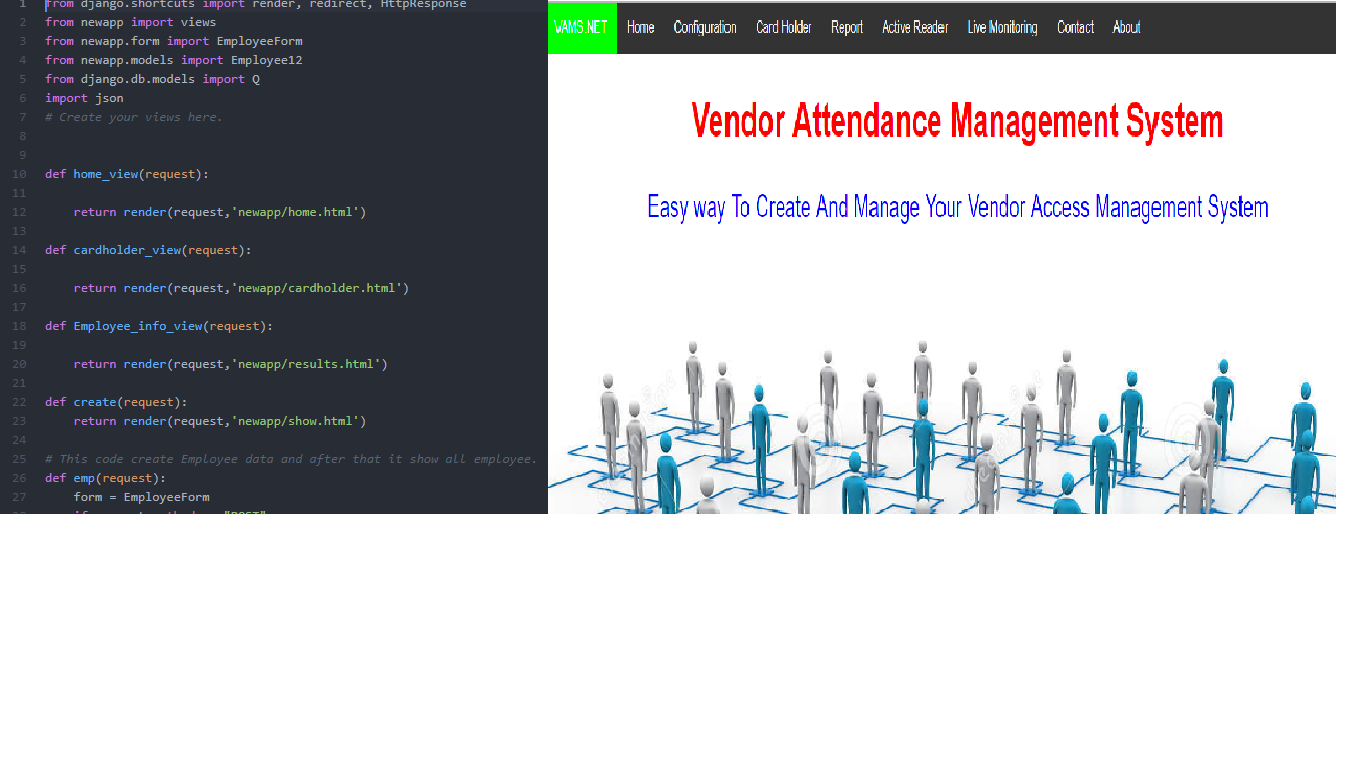 1 from django.shortcuts import render, redirect, HttpResponse
2 from newapp import views
3 from newapp.form import EmployeeForm
4 from newapp.models import Employee12
5 from django.db.models import Q
6 import json
7 # Create your views here.
8
9
10 def home_view(request):
11
12 return render(request,'newapp/home.html')
13
14 def cardholder_view(request):
15
16 return render(request,'newapp/cardholder.html')
17
18 def Employee_info_view(request):
19
20 return render(request,'newapp/results.html')
21
22 def create(request):
23 return render(request,'newapp/show.html')
24
25 # This code create Employee data and after that it show all employee.
26 def emp(request):
27 form = EmployeeForm
VAMS.NET Home Configuration Card Holder Report Active Reader Live Monitoring Contact About
Vendor Attendance Management System
Easy way To Create And Manage Your Vendor Access Management System